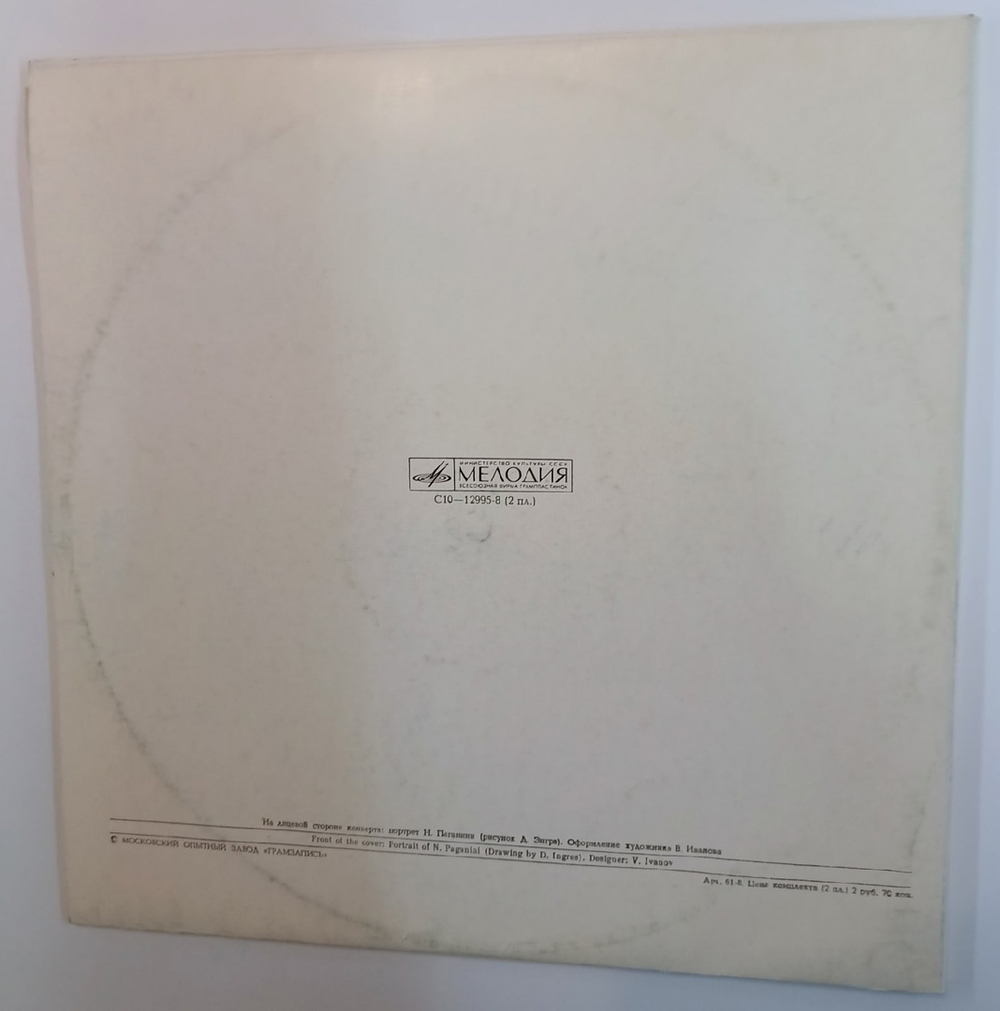 МИНИСТЕРСТВО КУЛЬТУРЫ СССР
МЕЛОДИЯ
ВСЕСОЮЗНАЯ ФИРМА ГРАМПЛАСТИНОК
С10—12995-8 (2 пл.)
На лицевой стороне конверта: портрет Н. Паганини (рисунок Д. Энгра). Оформление художника В. Иванова
Front of the cover: Portrait of N. Paganini (Drawing by D. Ingres). Designer: V. Ivanov
© МОСКОВСКИЙ ОПЫТНЫЙ ЗАВОД «ГРАМЗАПИСЬ»
Арт. 61-8. Цена комплекта (2 пл.) 2 руб. 70 коп.